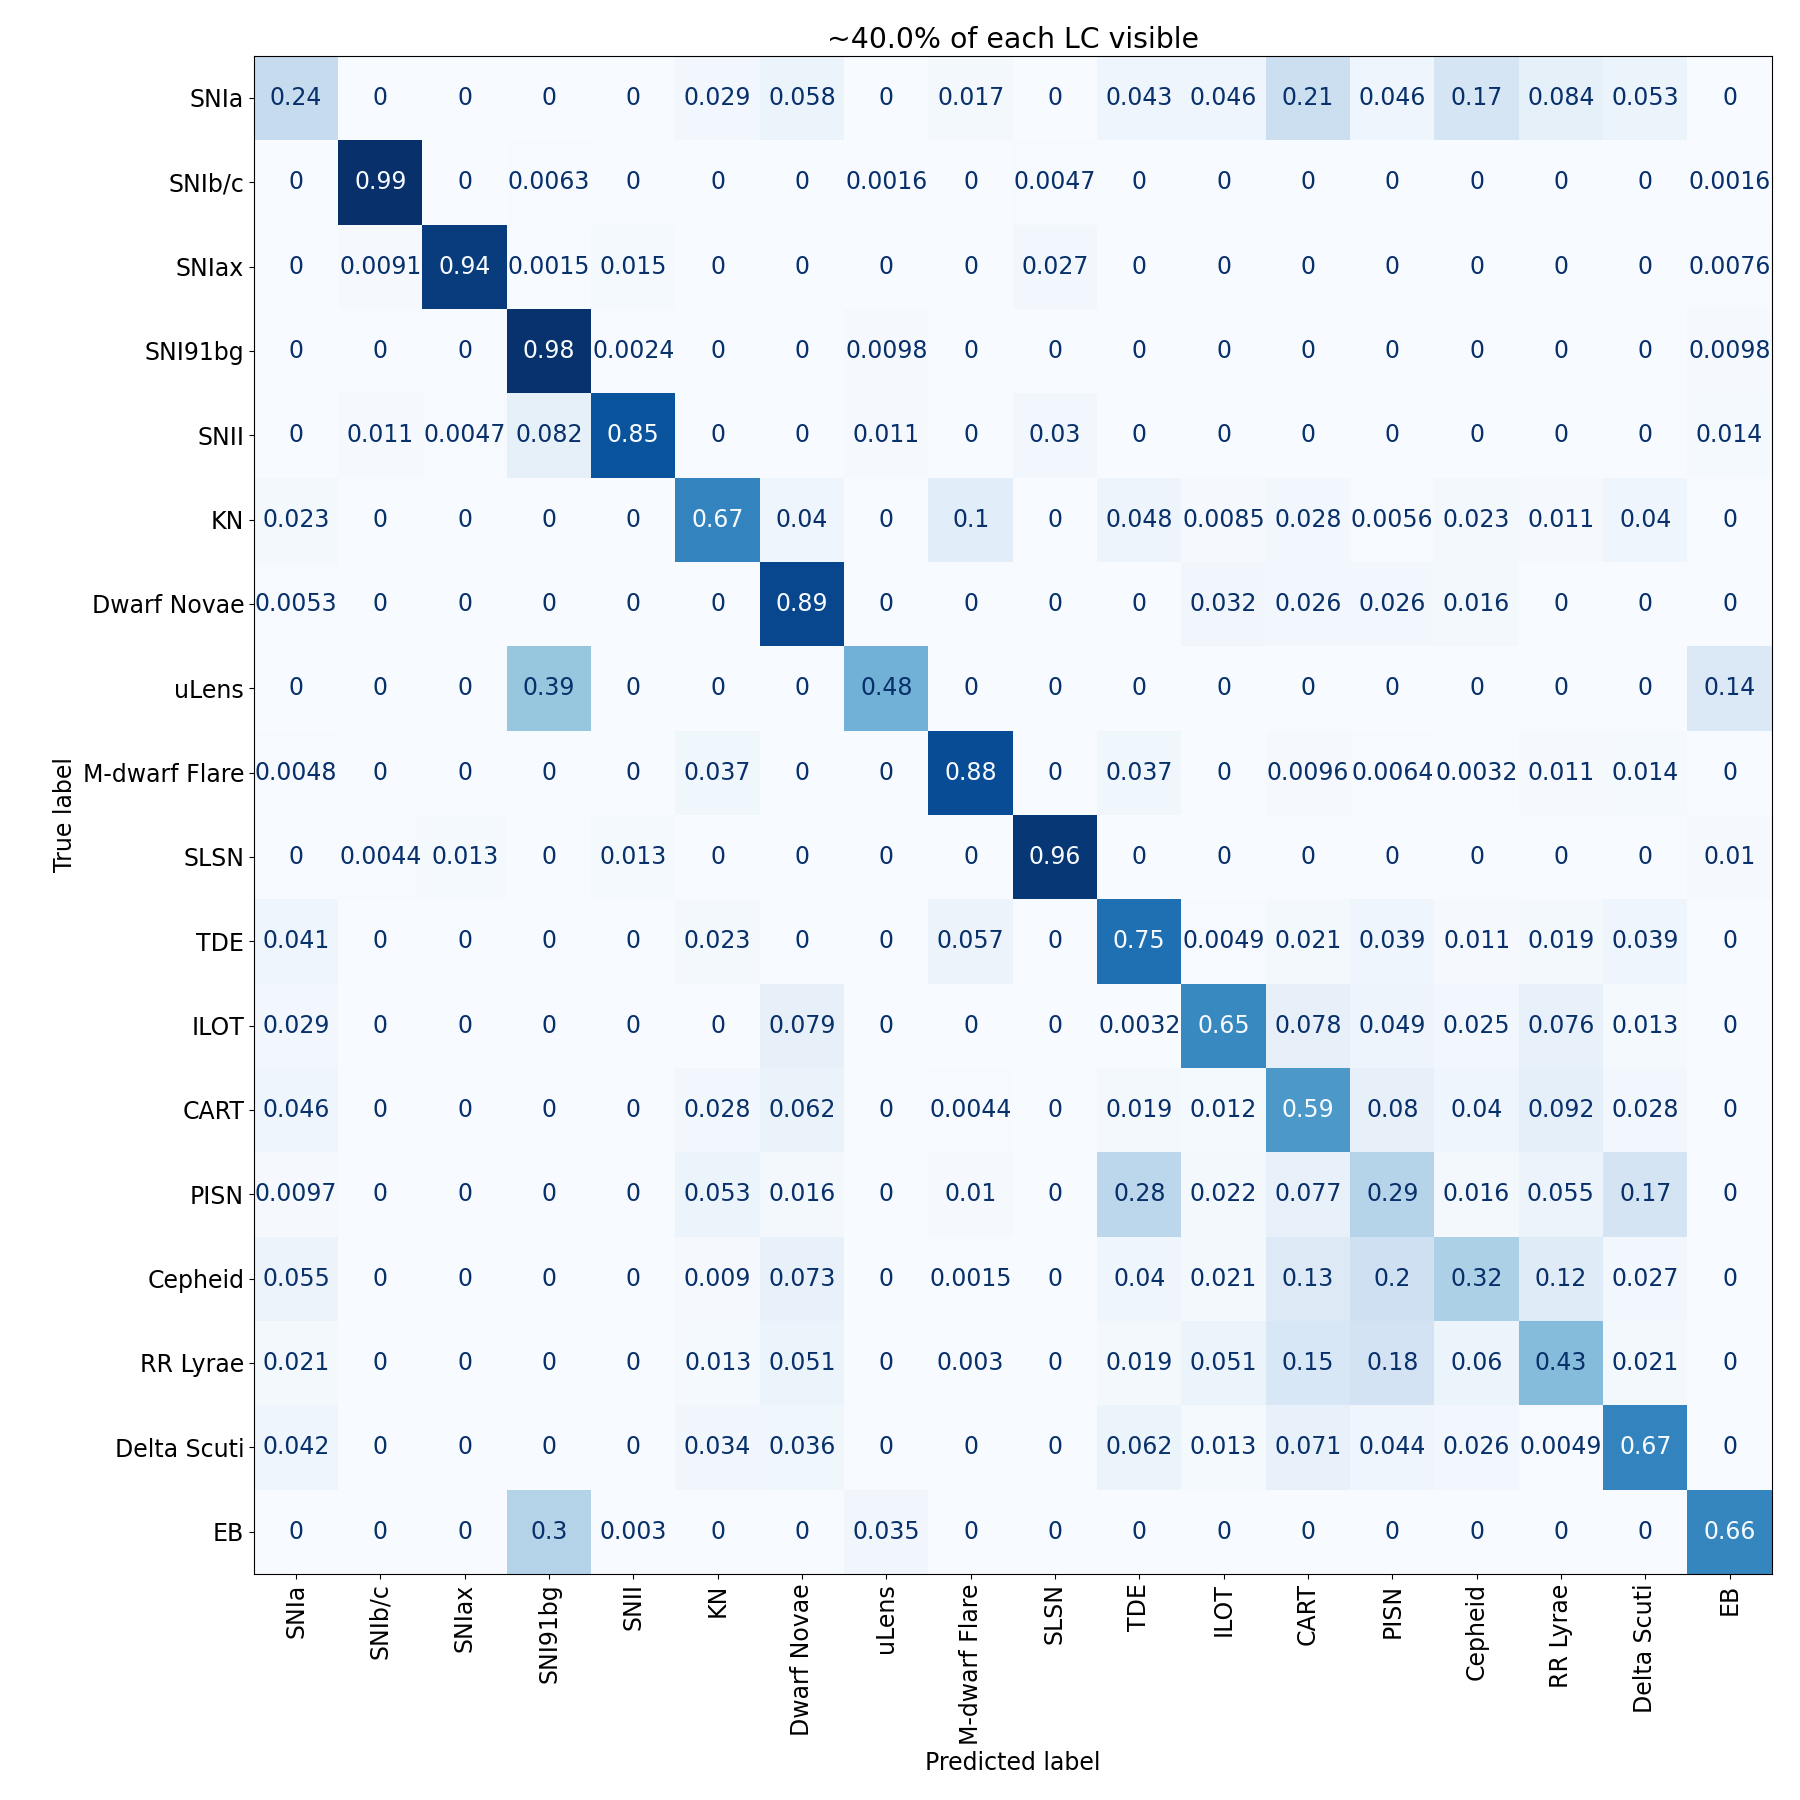 ~40.0% of each LC visible
SNIa 0.24 0 0 0 0 0.029 0.058 0 0.017 0 0.043 0.046 0.21 0.046 0.17 0.084 0.053 0
SNIb/c 0 0.99 0 0.0063 0 0 0 0.0016 0 0.0047 0 0 0 0 0 0 0 0.0016
SNIax 0 0.0091 0.94 0.0015 0.015 0 0 0 0 0.027 0 0 0 0 0 0 0 0.0076
SNI91bg 0 0 0 0.98 0.0024 0 0 0.0098 0 0 0 0 0 0 0 0 0 0.0098
SNII 0 0.011 0.0047 0.082 0.85 0 0 0.011 0 0.03 0 0 0 0 0 0 0 0.014
KN 0.023 0 0 0 0 0.67 0.04 0 0.1 0 0.048 0.0085 0.028 0.0056 0.023 0.011 0.04 0
Dwarf Novae 0.0053 0 0 0 0 0 0.89 0 0 0 0 0.032 0.026 0.026 0.016 0 0 0
uLens 0 0 0 0.39 0 0 0 0.48 0 0 0 0 0 0 0 0 0 0.14
M-dwarf Flare 0.0048 0 0 0 0 0.037 0 0 0.88 0 0.037 0 0.0096 0.0064 0.0032 0.011 0.014 0
SLSN 0 0.0044 0.013 0 0.013 0 0 0 0 0.96 0 0 0 0 0 0 0 0.01
TDE 0.041 0 0 0 0 0.023 0 0 0.057 0 0.75 0.0049 0.021 0.039 0.011 0.019 0.039 0
ILOT 0.029 0 0 0 0 0 0.079 0 0 0 0.0032 0.65 0.078 0.049 0.025 0.076 0.013 0
CART 0.046 0 0 0 0 0.028 0.062 0 0.0044 0 0.019 0.012 0.59 0.08 0.04 0.092 0.028 0
PISN 0.0097 0 0 0 0 0.053 0.016 0 0.01 0 0.28 0.022 0.077 0.29 0.016 0.055 0.17 0
Cepheid 0.055 0 0 0 0 0.009 0.073 0 0.0015 0 0.04 0.021 0.13 0.2 0.32 0.12 0.027 0
RR Lyrae 0.021 0 0 0 0 0.013 0.051 0 0.003 0 0.019 0.051 0.15 0.18 0.06 0.43 0.021 0
Delta Scuti 0.042 0 0 0 0 0.034 0.036 0 0 0 0.062 0.013 0.071 0.044 0.026 0.0049 0.67 0
EB 0 0 0 0.3 0.003 0 0 0.035 0 0 0 0 0 0 0 0 0 0.66
True label
SNIa SNIb/c SNIax SNI91bg SNII KN Dwarf Novae uLens M-dwarf Flare SLSN TDE ILOT CART PISN Cepheid RR Lyrae Delta Scuti EB
Predicted label